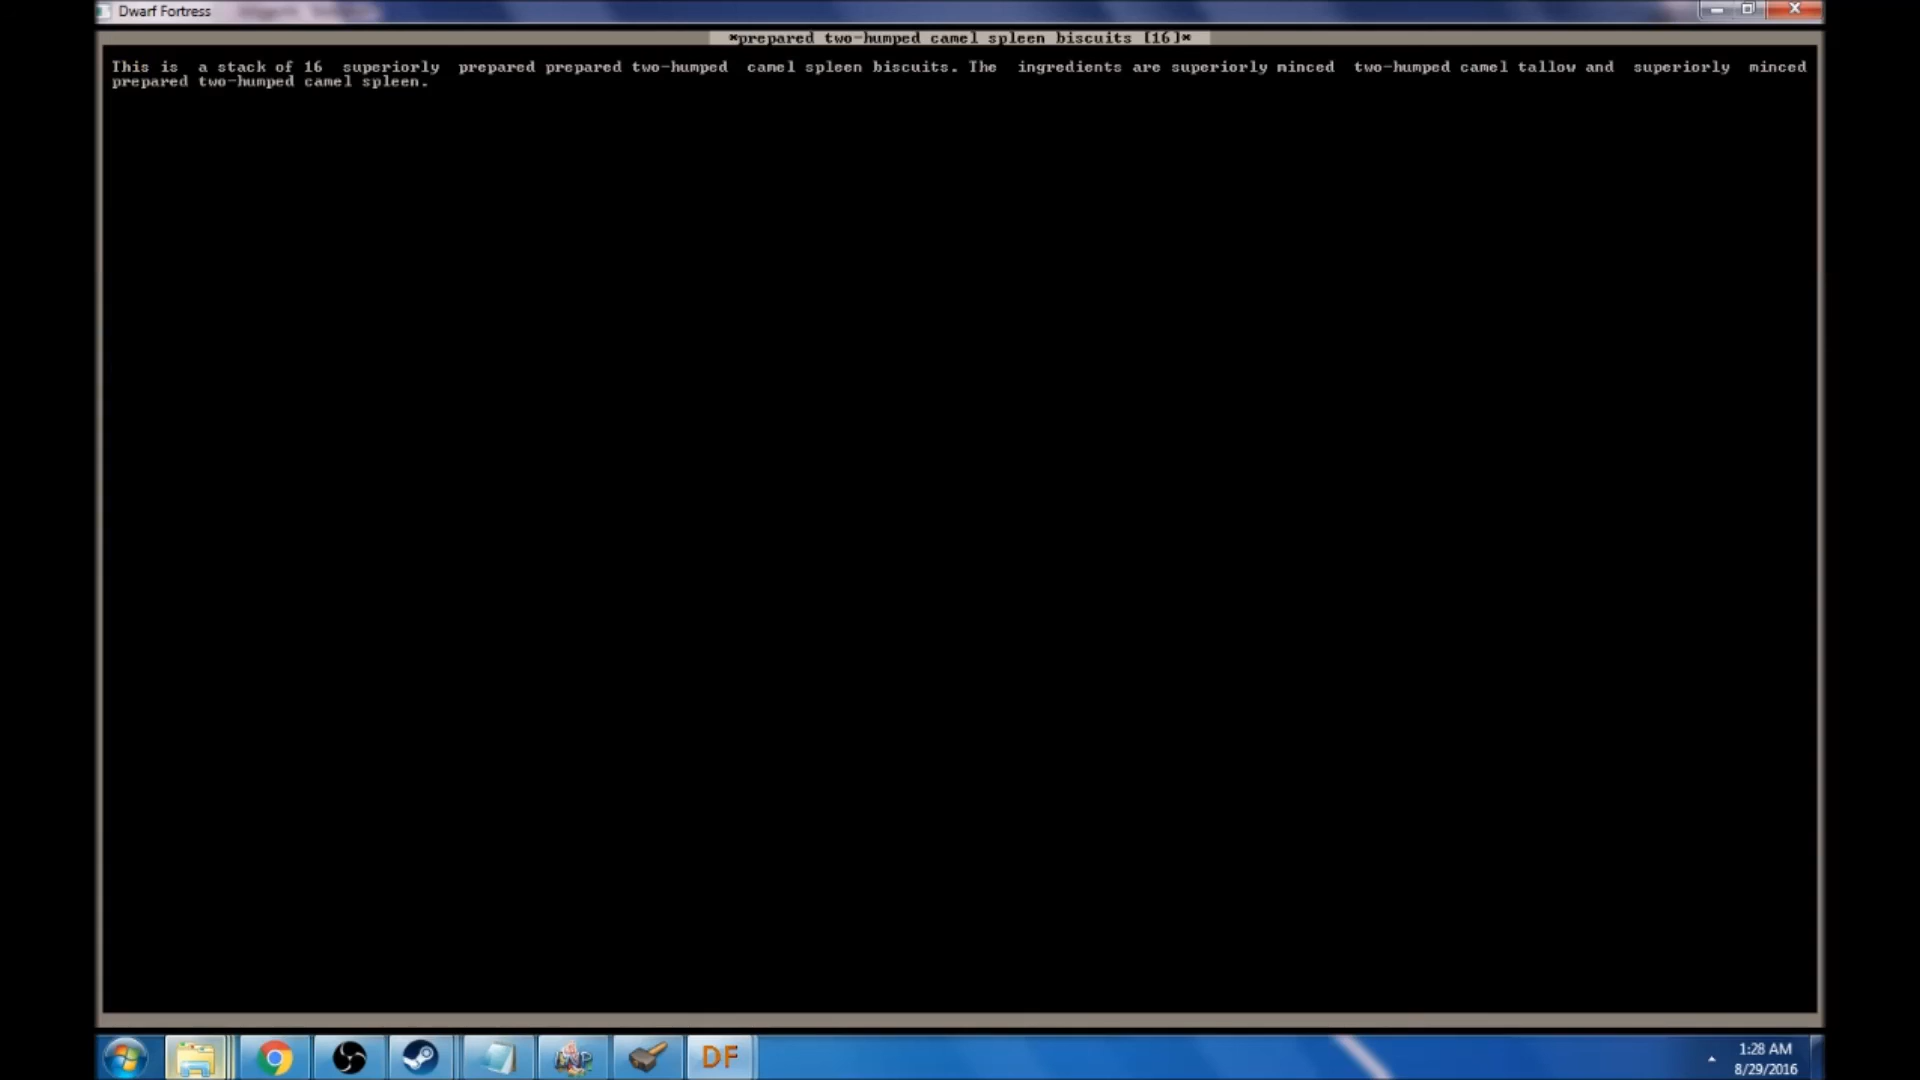 Dwarf Fortress
*prepared two-humped camel spleen biscuits [16]*
This is a stack of 16 superiorly prepared prepared two-humped camel spleen biscuits. The ingredients are superiorly minced two-humped camel tallow and superiorly minced
prepared two-humped camel spleen.
DF
1:28 AM
8/29/2016